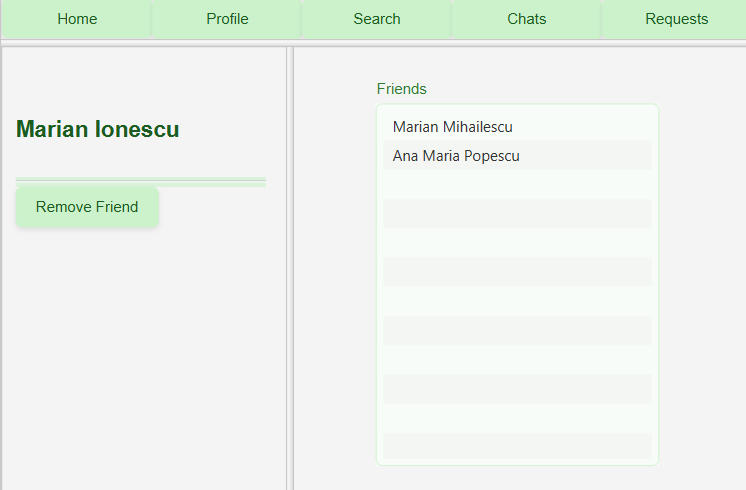 Home Profile Search Chats Requests
Marian Ionescu
Remove Friend
Friends
Marian Mihailescu
Ana Maria Popescu